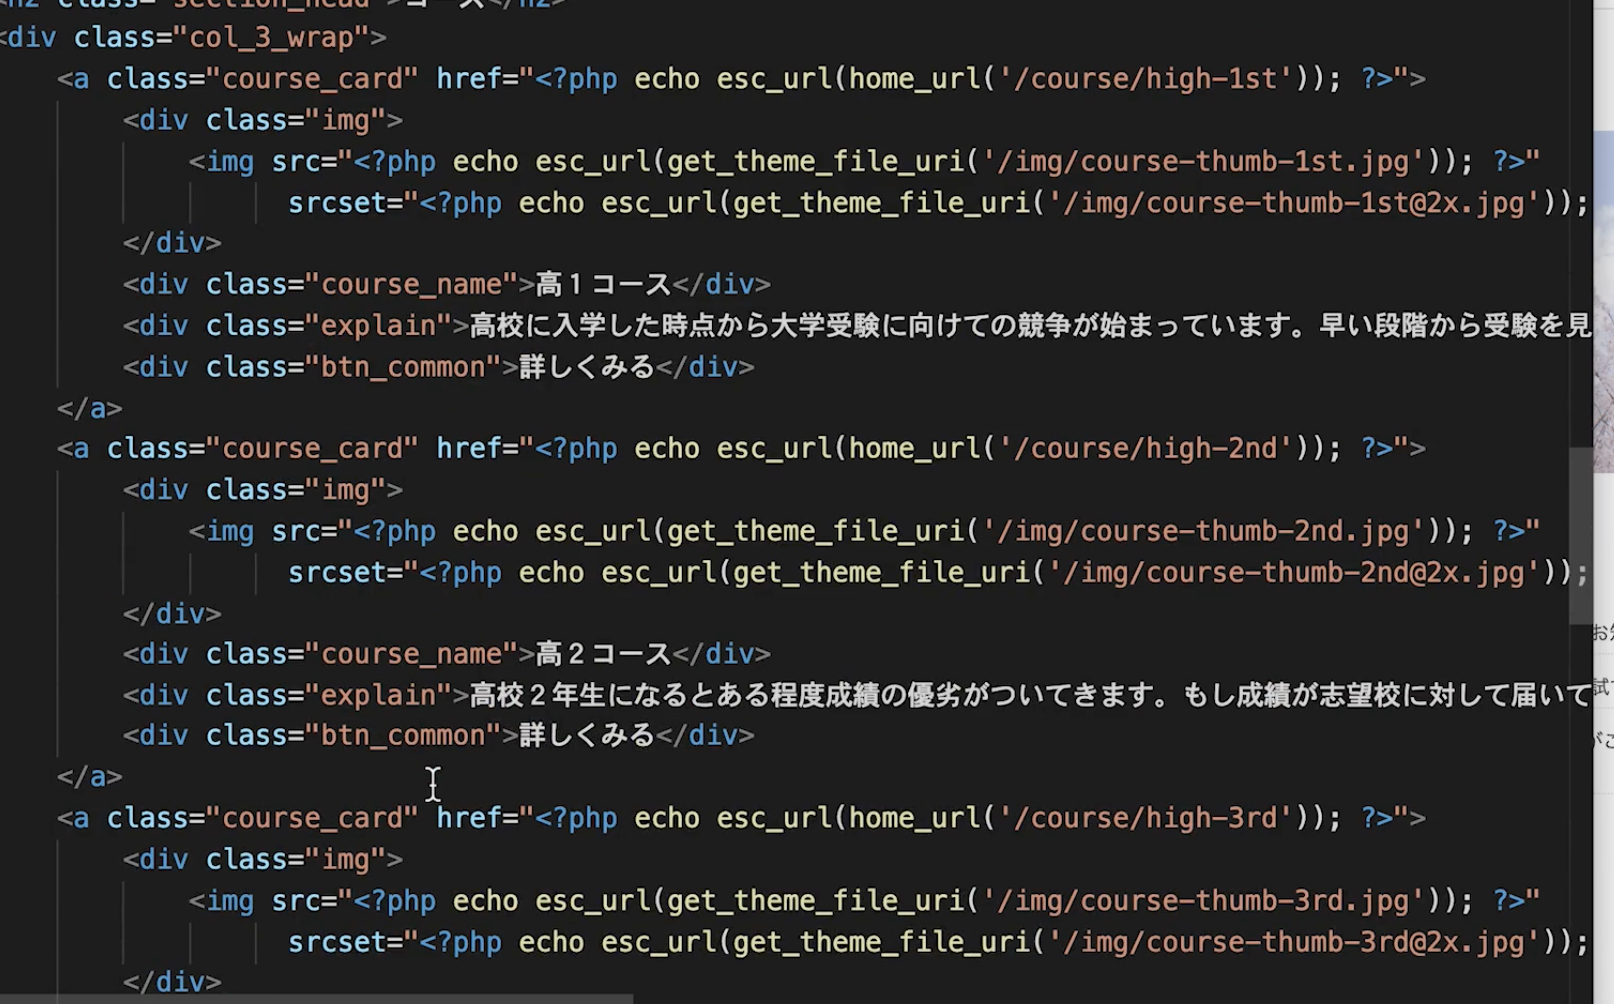 <h2 class="section_head">コース</h2>
<div class="col_3_wrap">
<a class="course_card" href="<?php echo esc_url(home_url('/course/high-1st')); ?>">
<div class="img">
<img src="<?php echo esc_url(get_theme_file_uri('/img/course-thumb-1st.jpg')); ?>"
srcset="<?php echo esc_url(get_theme_file_uri('/img/course-thumb-1st@2x.jpg'));
</div>
<div class="course_name">高１コース</div>
<div class="explain">高校に入学した時点から大学受験に向けての競争が始まっています。早い段階から受験を見
<div class="btn_common">詳しくみる</div>
</a>
<a class="course_card" href="<?php echo esc_url(home_url('/course/high-2nd')); ?>">
<div class="img">
<img src="<?php echo esc_url(get_theme_file_uri('/img/course-thumb-2nd.jpg')); ?>"
srcset="<?php echo esc_url(get_theme_file_uri('/img/course-thumb-2nd@2x.jpg'));
</div>
<div class="course_name">高２コース</div>
<div class="explain">高校２年生になるとある程度成績の優劣がついてきます。もし成績が志望校に対して届いて
<div class="btn_common">詳しくみる</div>
</a>
<a class="course_card" href="<?php echo esc_url(home_url('/course/high-3rd')); ?>">
<div class="img">
<img src="<?php echo esc_url(get_theme_file_uri('/img/course-thumb-3rd.jpg')); ?>"
srcset="<?php echo esc_url(get_theme_file_uri('/img/course-thumb-3rd@2x.jpg'));
</div>